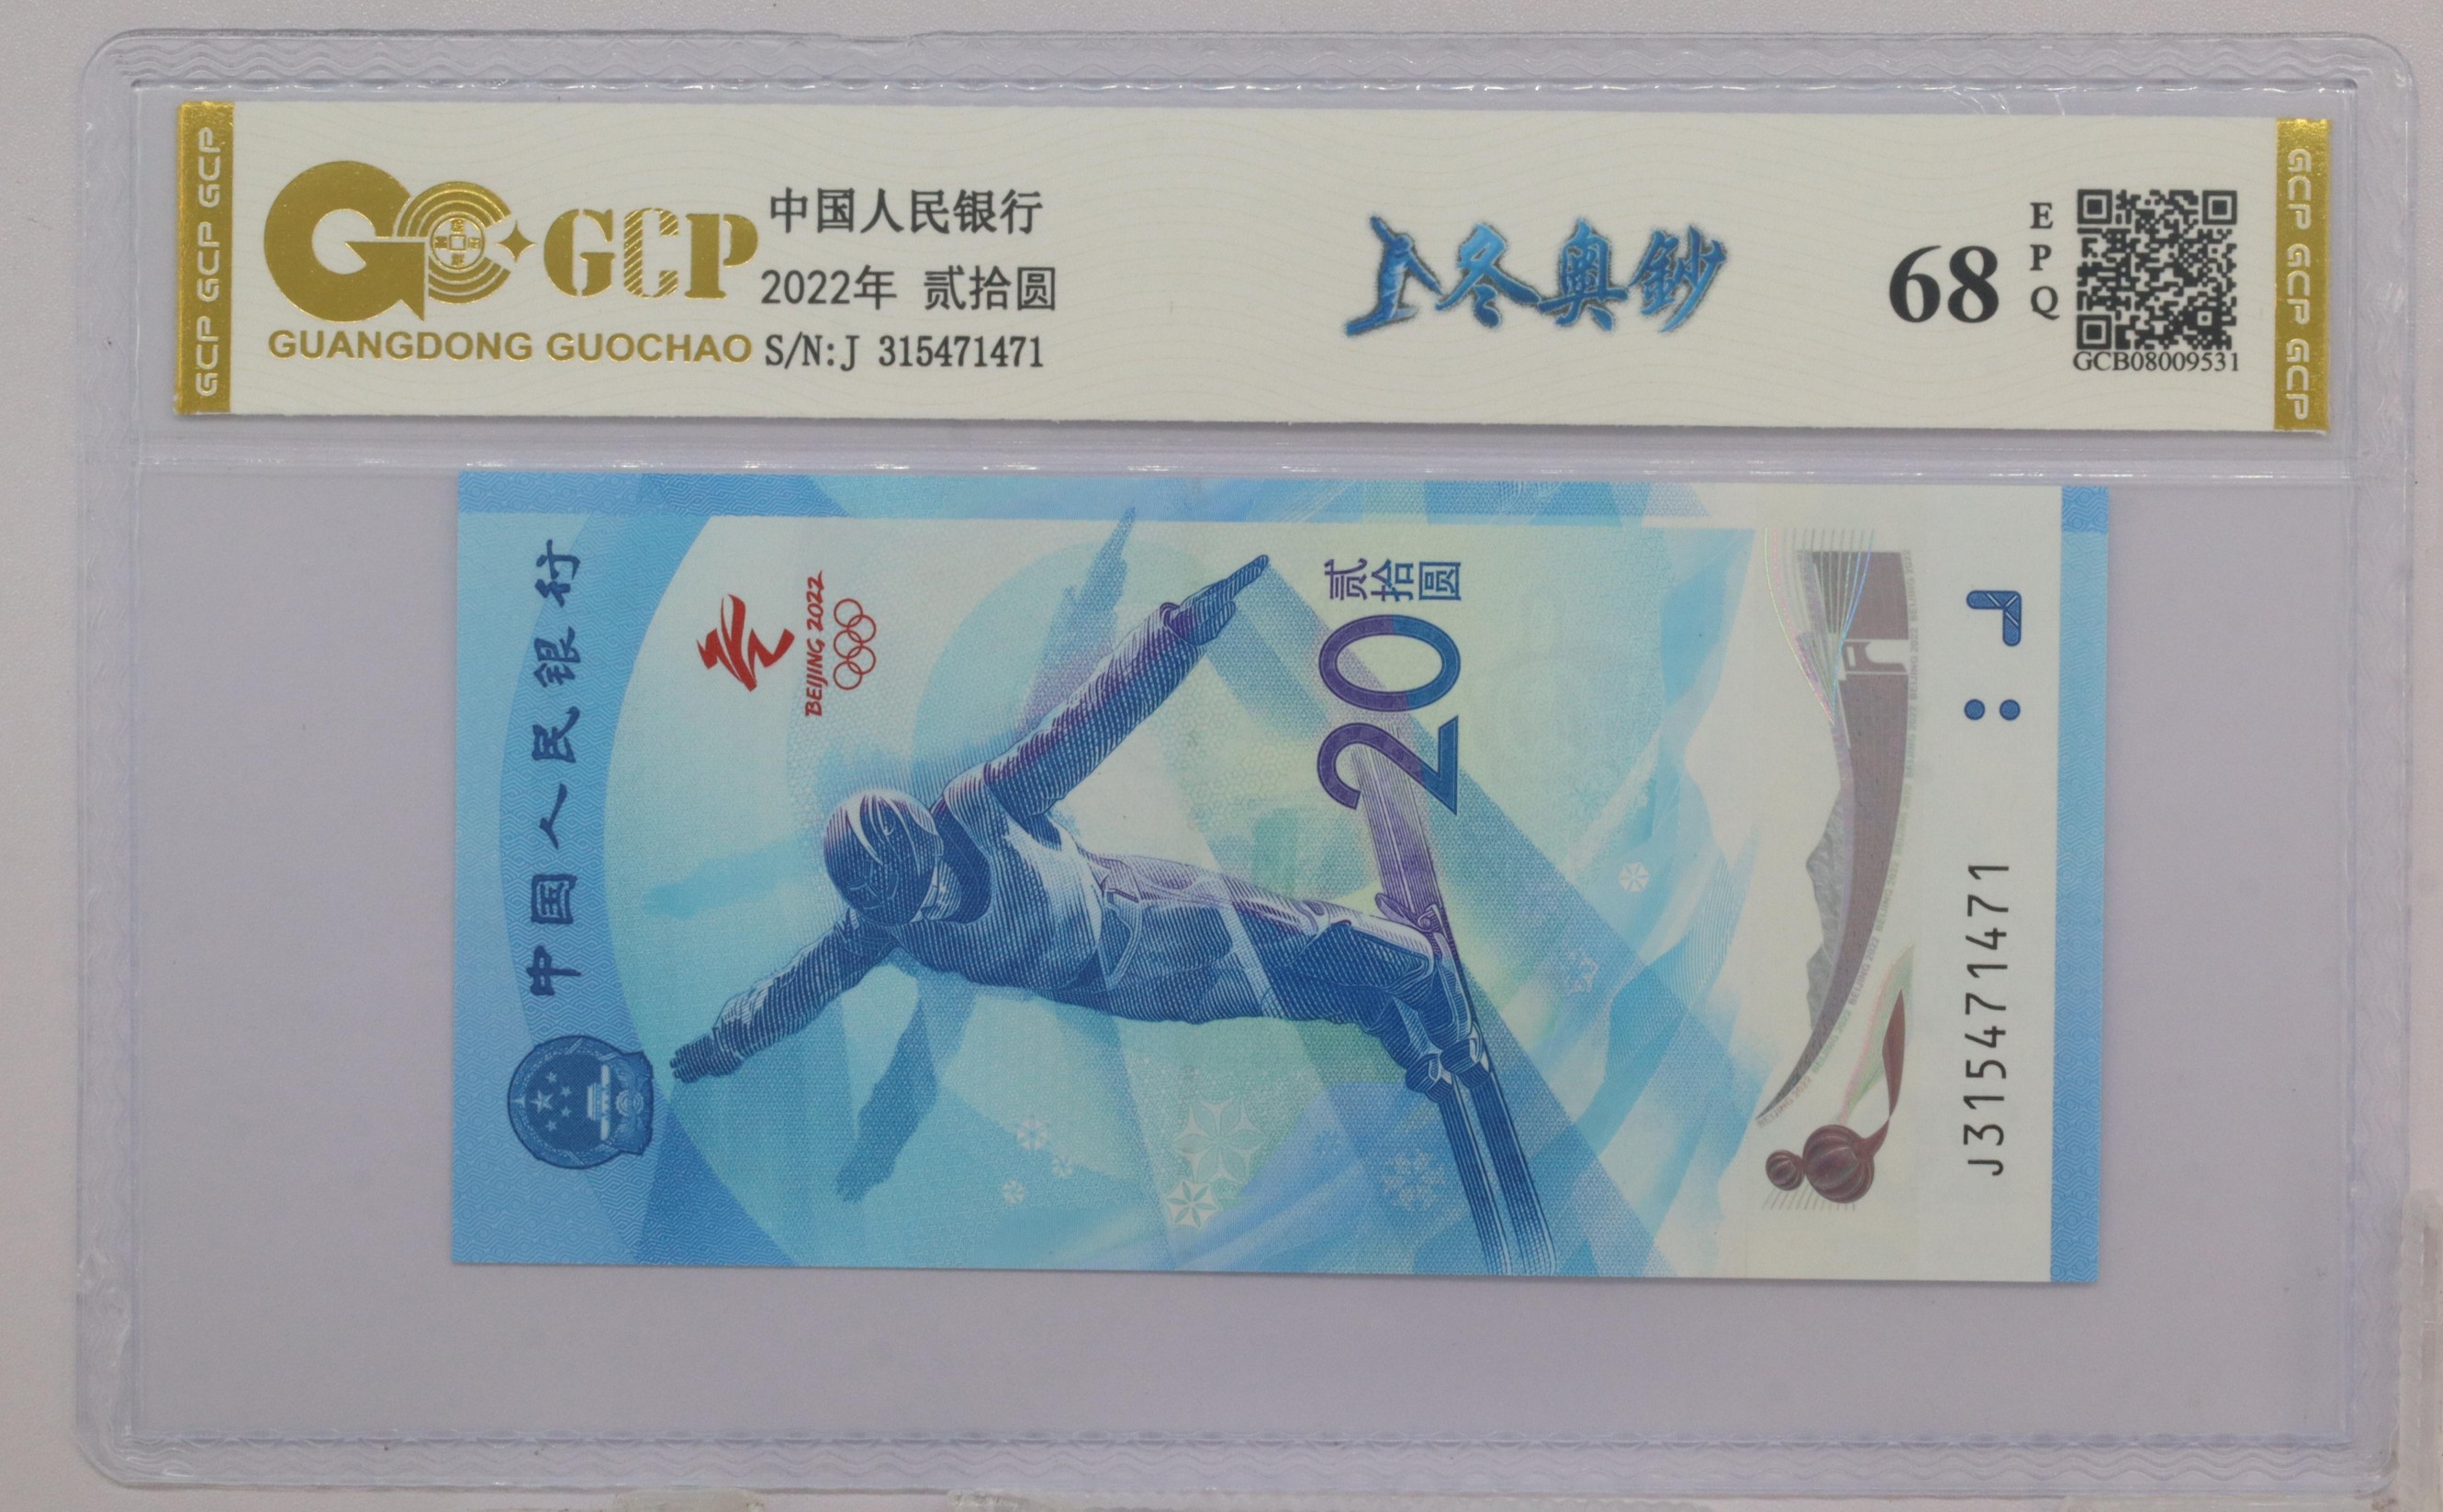 GCP GCP GCP
GCP
GUANGDONG GUOCHAO
中国人民银行
2022年 贰拾圆
S/N:J 315471471
冬奥鈔
68
EPQ
GCB08009531
GCP GCP GCP
中国人民银行
BEIJING 2022
贰拾圆
20
J315471471